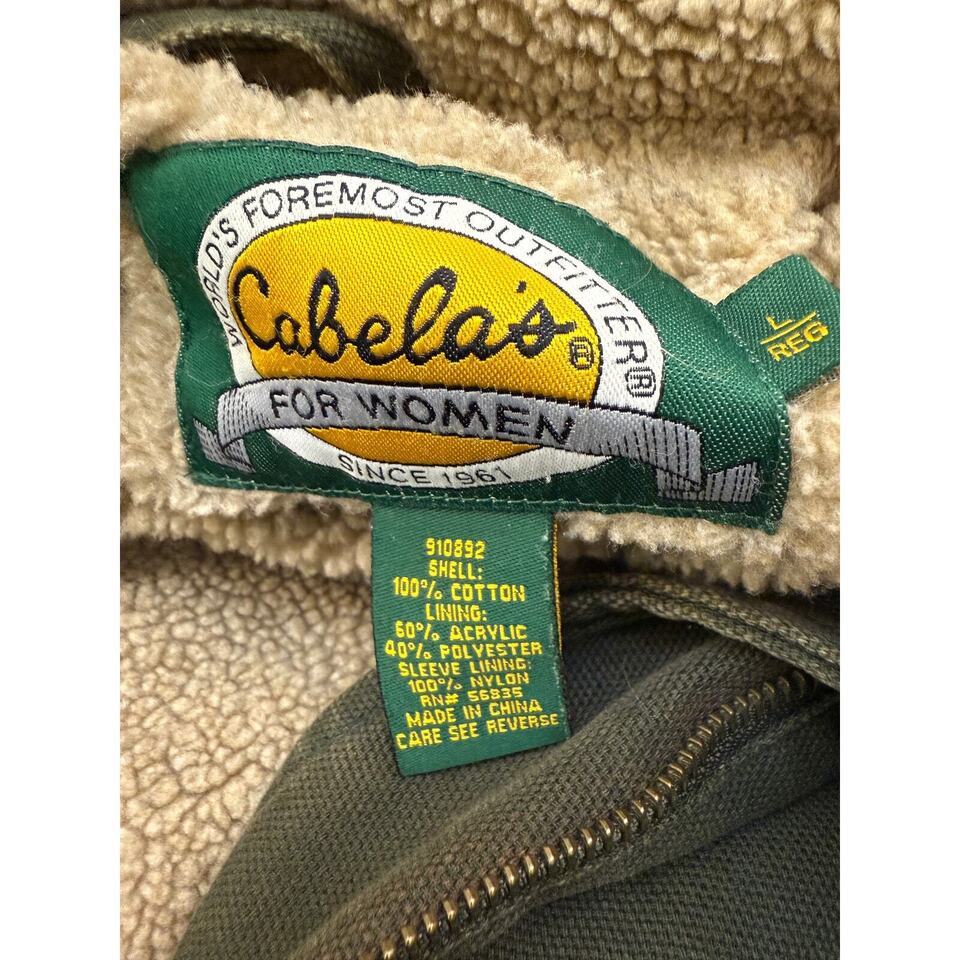 WORLD'S FOREMOST OUTFITTER®
Cabela's®
FOR WOMEN
SINCE 1961
L
REG
910892
SHELL:
100% COTTON
LINING:
60% ACRYLIC
40% POLYESTER
SLEEVE LINING:
100% NYLON
RN# 56835
MADE IN CHINA
CARE SEE REVERSE